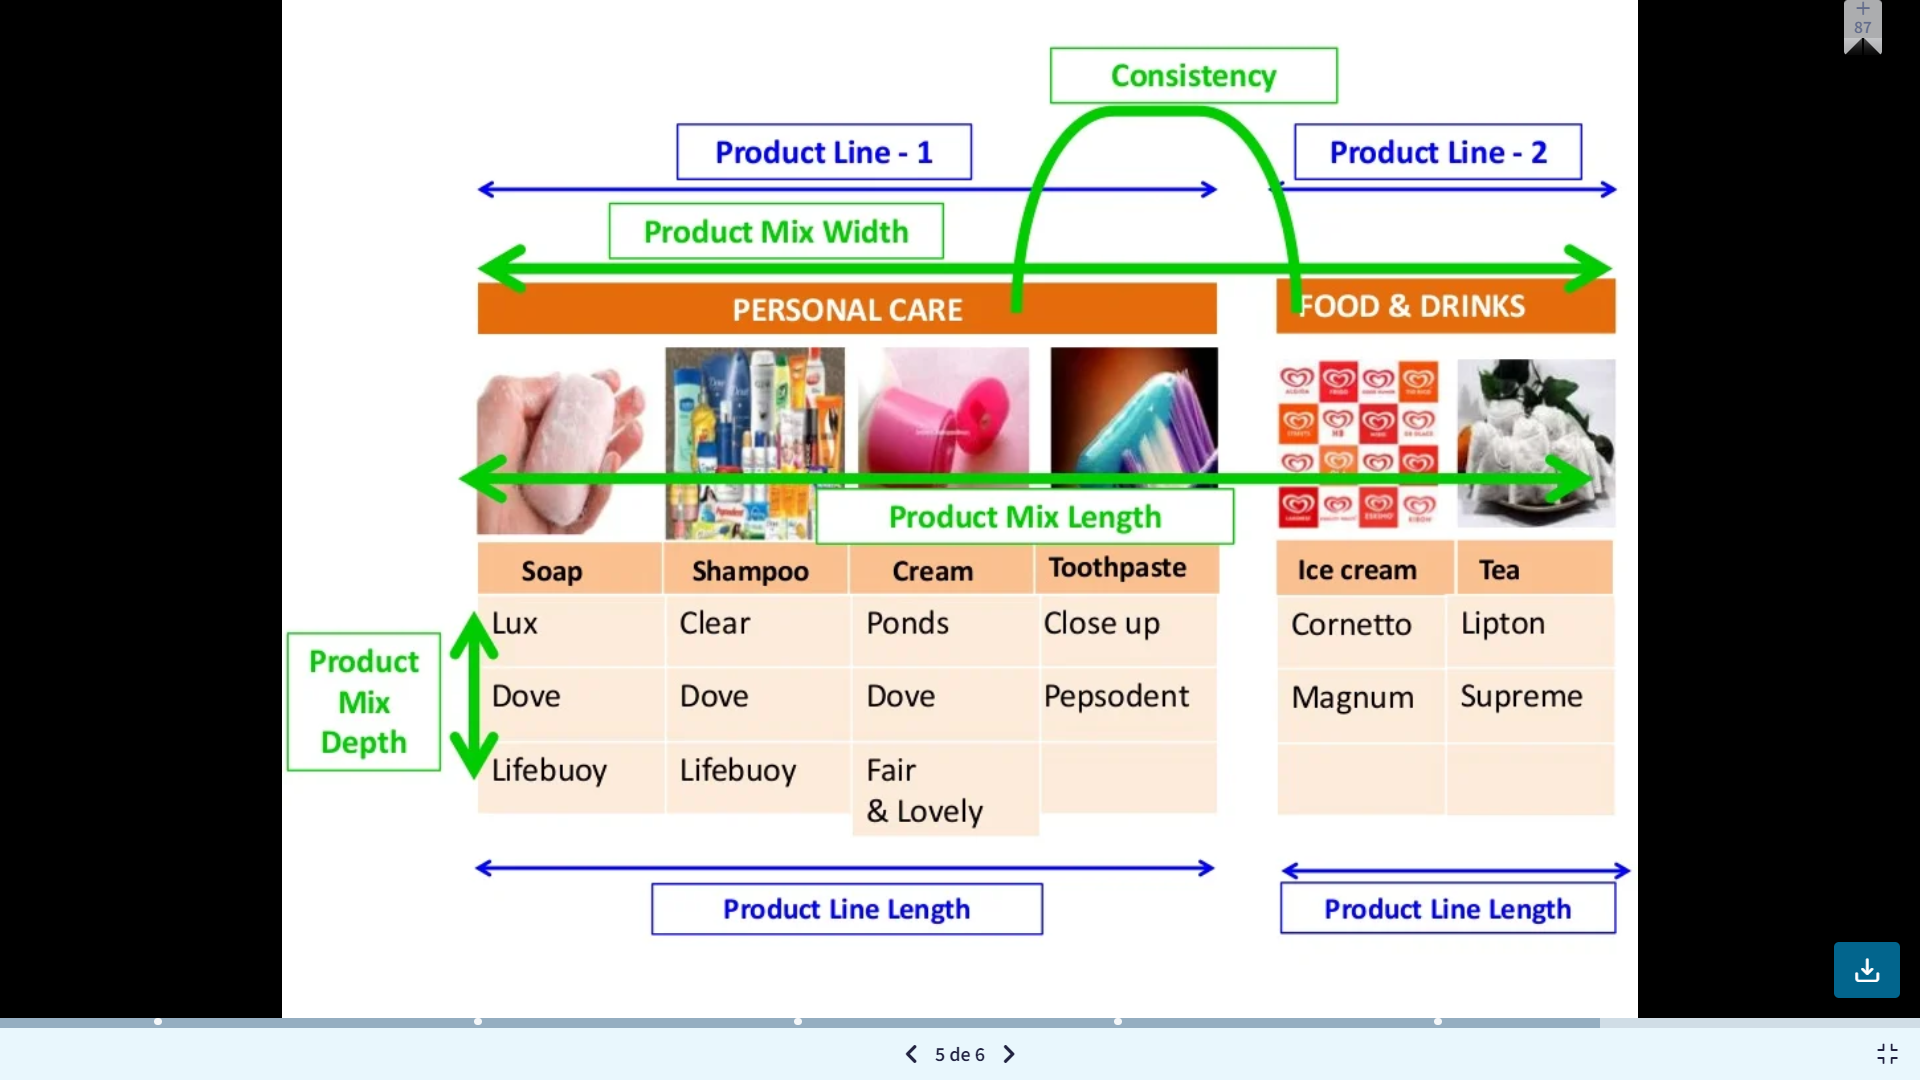 87
Consistency
Product Line - 1
Product Line - 2
Product Mix Width
PERSONAL CARE
FOOD & DRINKS
Product Mix Length
Soap
Shampoo
Cream
Toothpaste
Ice cream
Tea
Lux
Clear
Ponds
Close up
Cornetto
Lipton
Product
Mix
Depth
Dove
Dove
Dove
Pepsodent
Magnum
Supreme
Lifebuoy
Lifebuoy
Fair
& Lovely
Product Line Length
Product Line Length
5 de 6